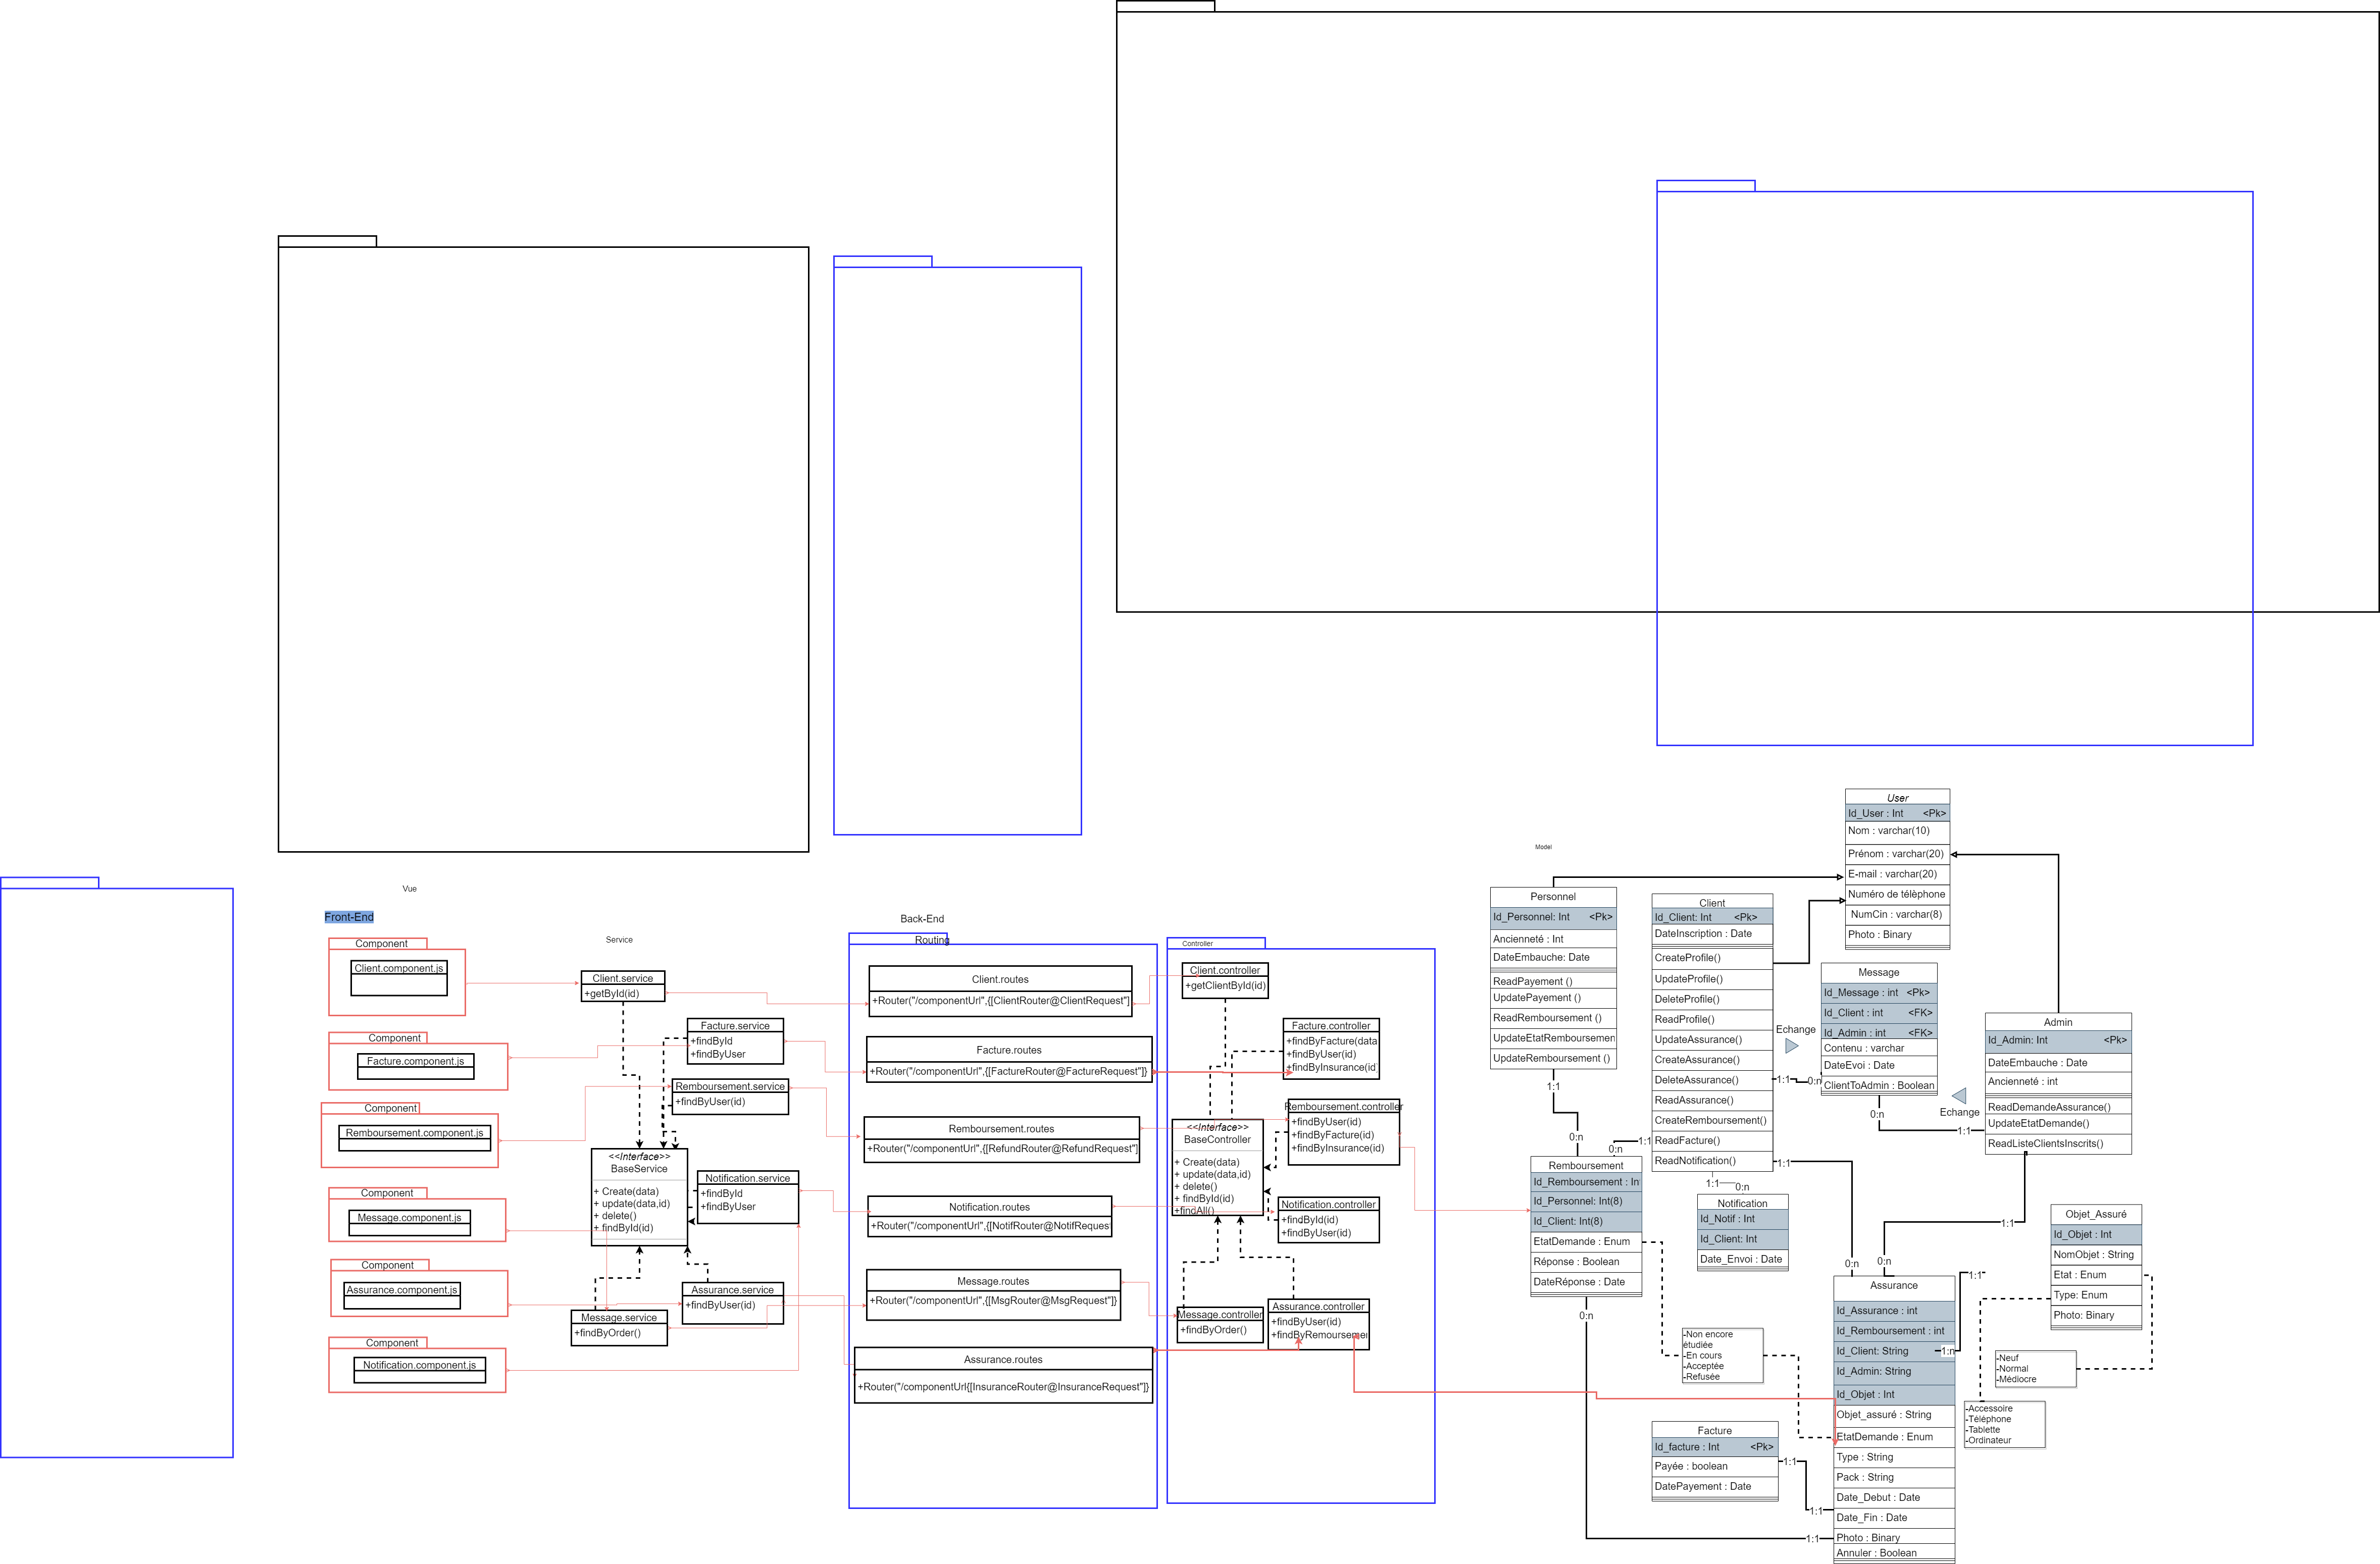 Vue
Front-End
Component
Client.component.js
Component
Facture.component.js
Component
Remboursement.component.js
Component
Message.component.js
Component
Assurance.component.js
Component
Notification.component.js
Service
Client.service
+getById(id)
Facture.service
+findById
+findByUser
Remboursement.service
+findByUser(id)
<<Interface>>
BaseService
+ Create(data)
+ update(data,id)
+ delete()
+ findById(id)
Notification.service
+findById
+findByUser
Assurance.service
+findByUser(id)
Message.service
+findByOrder()
Back-End
Routing
Client.routes
+Router("/componentUrl",{[ClientRouter@ClientRequest"]
Facture.routes
+Router("/componentUrl",{[FactureRouter@FactureRequest"]}
Remboursement.routes
+Router("/componentUrl",{[RefundRouter@RefundRequest"]
Notification.routes
+Router("/componentUrl",{[NotifRouter@NotifRequest
Message.routes
+Router("/componentUrl",{[MsgRouter@MsgRequest"]}
Assurance.routes
+Router("/componentUrl{[InsuranceRouter@InsuranceRequest"]}
Controller
Client.controller
+getClientById(id)
Facture.controller
+findByFacture(data
+findByUser(id)
+findByInsurance(id)
Remboursement.controller
+findByUser(id)
+findByFacture(id)
+findByInsurance(id)
<<Interface>>
BaseController
+ Create(data)
+ update(data,id)
+ delete()
+ findById(id)
+findAll()
Notification.controller
+findById(id)
+findByUser(id)
Message.controller
+findByOrder()
Assurance.controller
+findByUser(id)
+findByRemoursement
Model
User
Id_User : Int <Pk>
Nom : varchar(10)
Prénom : varchar(20)
E-mail : varchar(20)
Numéro de télèphone
NumCin : varchar(8)
Photo : Binary
Personnel
Id_Personnel: Int <Pk>
Ancienneté : Int
DateEmbauche: Date
ReadPayement ()
UpdatePayement ()
ReadRemboursement ()
UpdateEtatRemboursemen
UpdateRemboursement ()
Client
Id_Client: Int <Pk>
DateInscription : Date
CreateProfile()
UpdateProfile()
DeleteProfile()
ReadProfile()
UpdateAssurance()
CreateAssurance()
DeleteAssurance()
ReadAssurance()
CreateRemboursement()
ReadFacture()
ReadNotification()
Echange
Message
Id_Message : int <Pk>
Id_Client : int <FK>
Id_Admin : int <FK>
Contenu : varchar
DateEvoi : Date
ClientToAdmin : Boolean
Echange
Admin
Id_Admin: Int <Pk>
DateEmbauche : Date
Ancienneté : int
ReadDemandeAssurance()
UpdateEtatDemande()
ReadListeClientsInscrits()
1:1
0:n
0:n
1:1
1:1
0:n
0:n
1:1
1:1
0:n
1:1
0:n
1:1
0:n
Remboursement
Id_Remboursement : Int
Id_Personnel: Int(8)
Id_Client: Int(8)
EtatDemande : Enum
Réponse : Boolean
DateRéponse : Date
Notification
Id_Notif : Int
Id_Client: Int
Date_Envoi : Date
Objet_Assuré
Id_Objet : Int
NomObjet : String
Etat : Enum
Type: Enum
Photo: Binary
Assurance
Id_Assurance : int
Id_Remboursement : int
Id_Client: String
Id_Admin: String
Id_Objet : Int
Objet_assuré : String
EtatDemande : Enum
Type : String
Pack : String
Date_Debut : Date
Date_Fin : Date
Photo : Binary
Annuler : Boolean
1:1
1:n
0:n
1:1
1:1
1:1
-Non encore
étudiée
-En cours
-Acceptée
-Refusée
-Neuf
-Normal
-Médiocre
-Accessoire
-Téléphone
-Tablette
-Ordinateur
Facture
Id_facture : Int <Pk>
Payée : boolean
DatePayement : Date